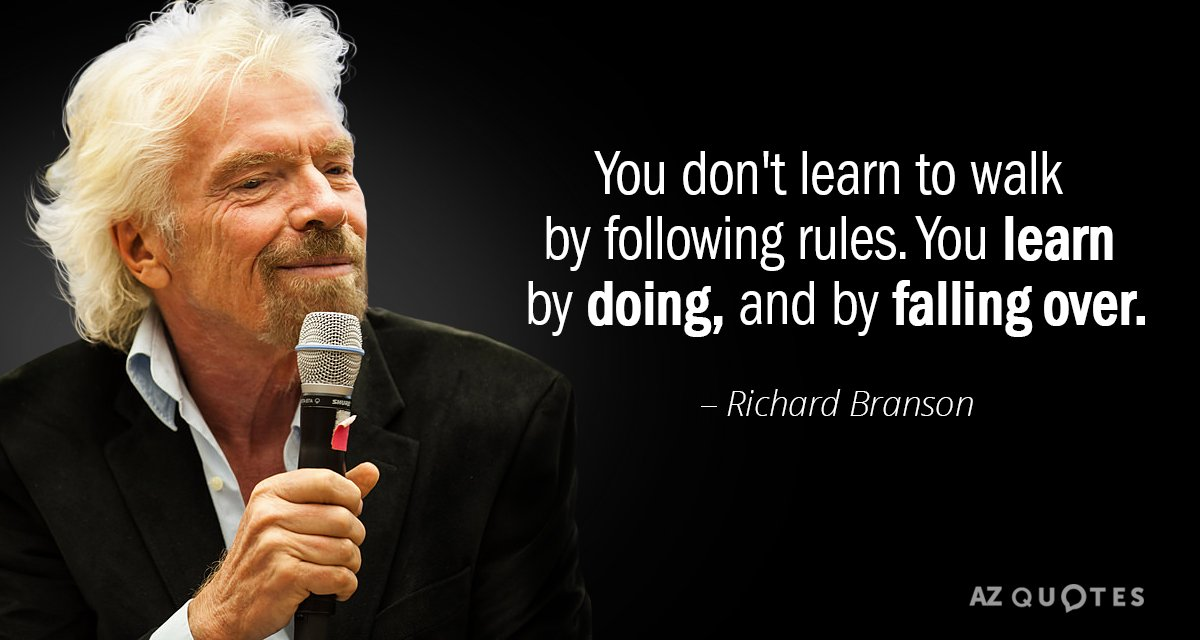 You don't learn to walk
by following rules. You learn
by doing, and by falling over.
– Richard Branson
SHURE
AZ QUOTES